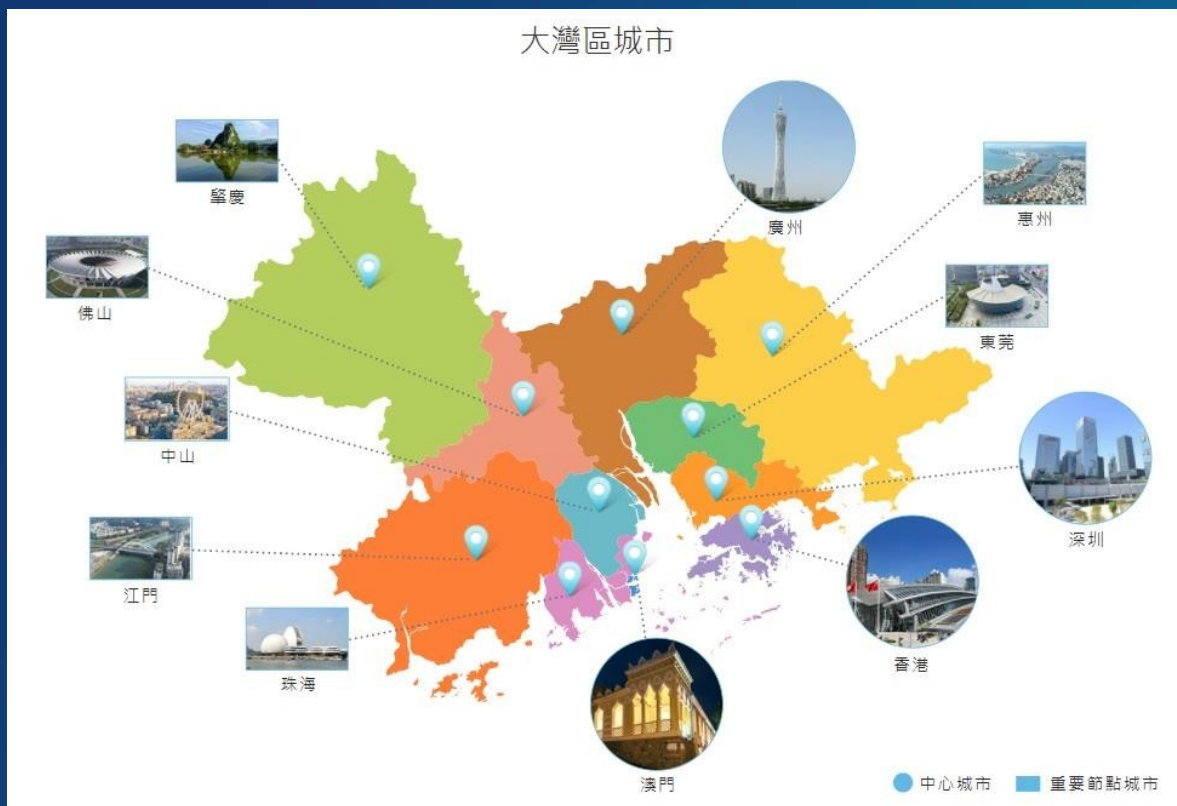 大灣區城市
肇慶
廣州
惠州
佛山
東莞
中山
深圳
江門
香港
珠海
澳門
中心城市
重要節點城市